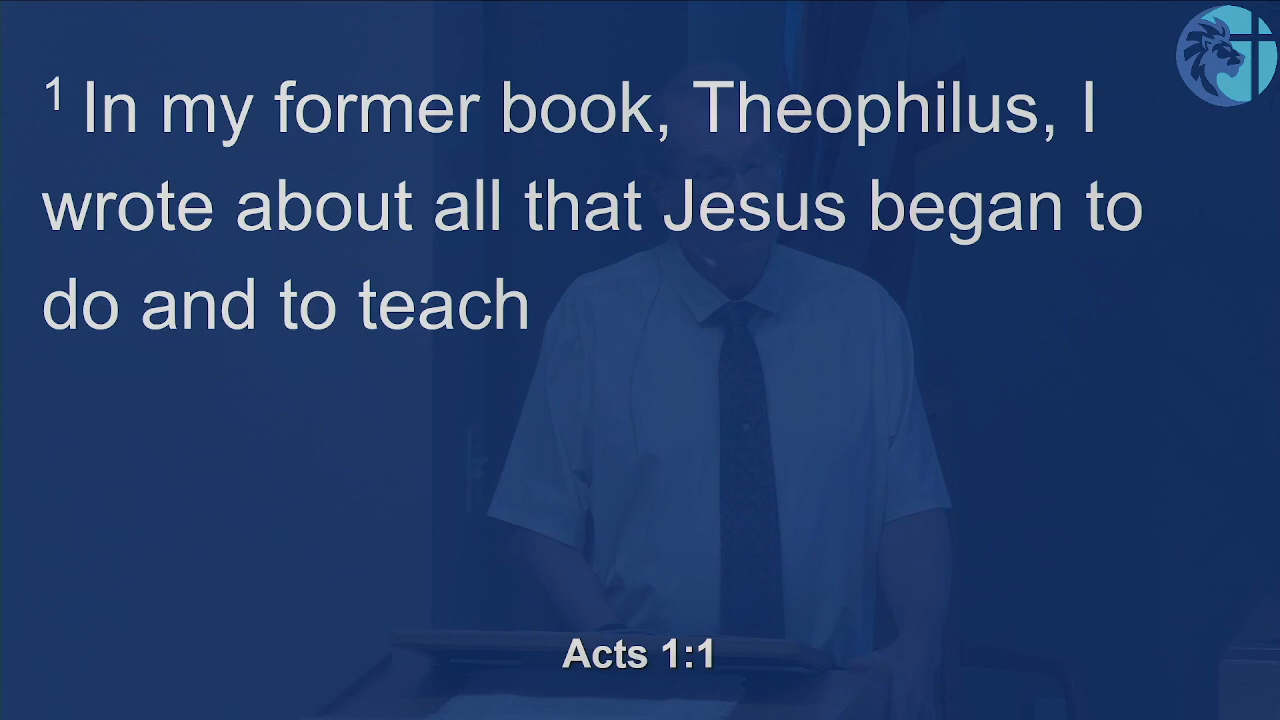 1 In my former book, Theophilus, I
wrote about all that Jesus began to
do and to teach
Acts 1:1